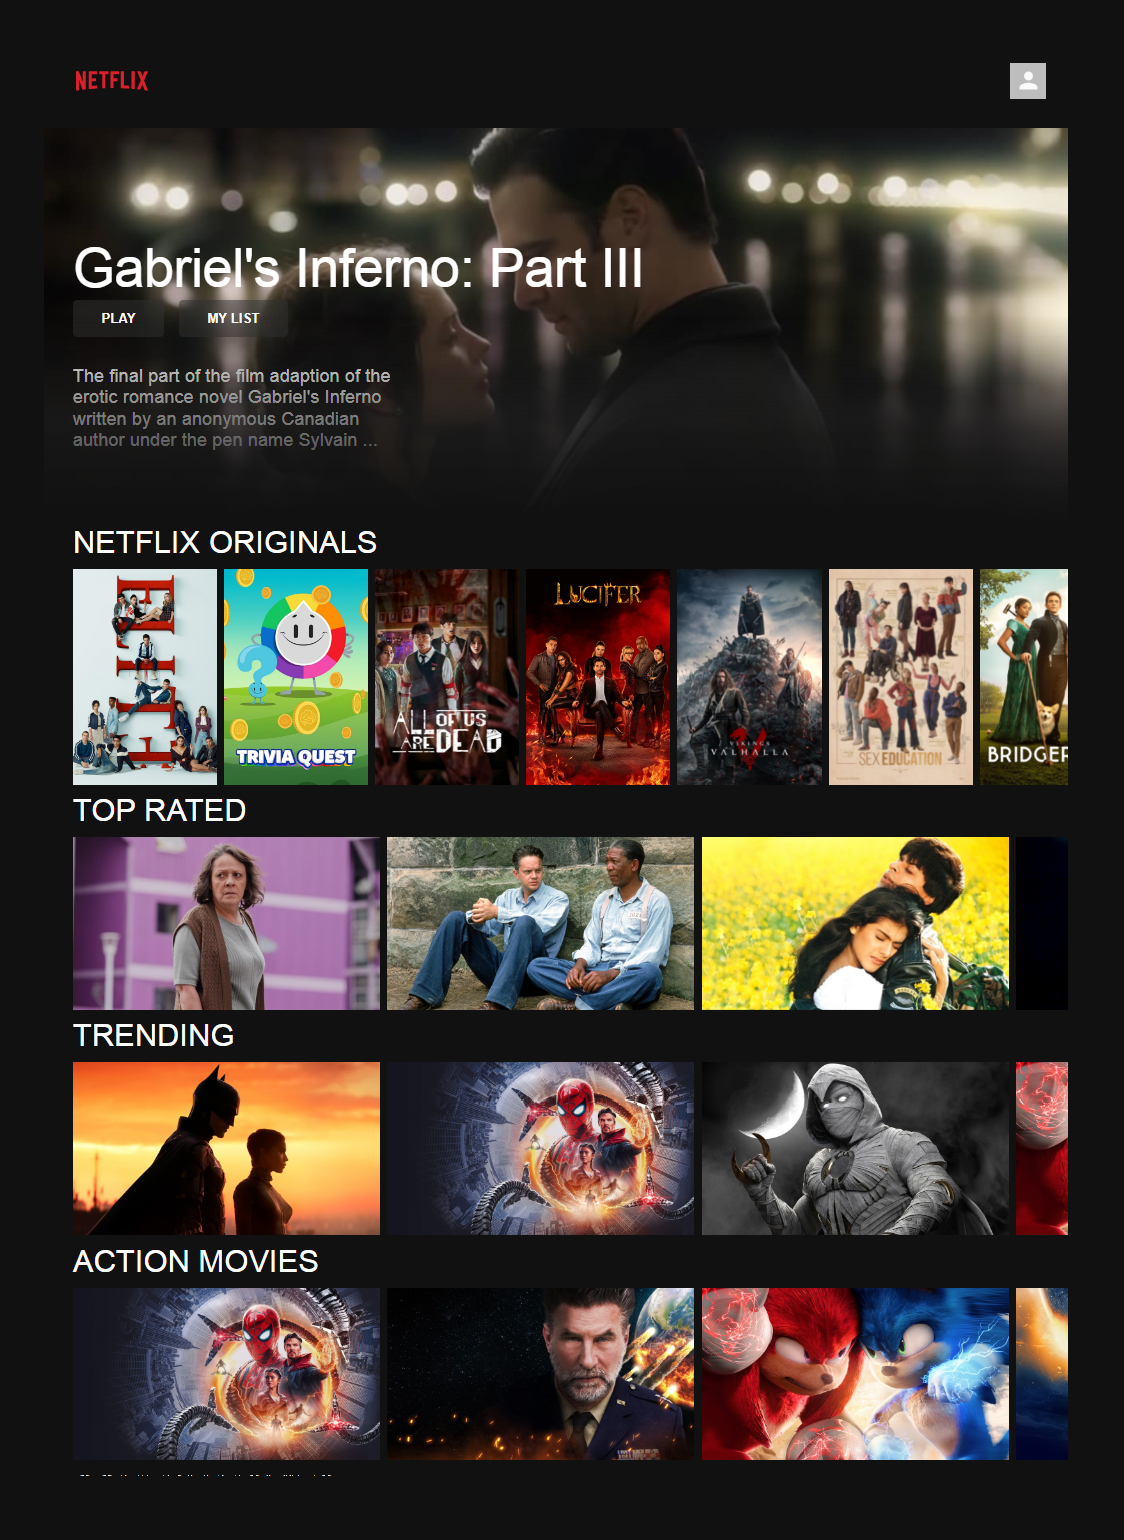 NETFLIX
Gabriel's Inferno: Part III
PLAY
MY LIST
The final part of the film adaption of the
erotic romance novel Gabriel's Inferno
written by an anonymous Canadian
author under the pen name Sylvain ...
NETFLIX ORIGINALS
ELITE
TRIVIA QUEST
ALL OF US
ARE DEAD
LUCIFER
VIKINGS
VALHALLA
SEX EDUCATION
BRIDGER
TOP RATED
TRENDING
ACTION MOVIES